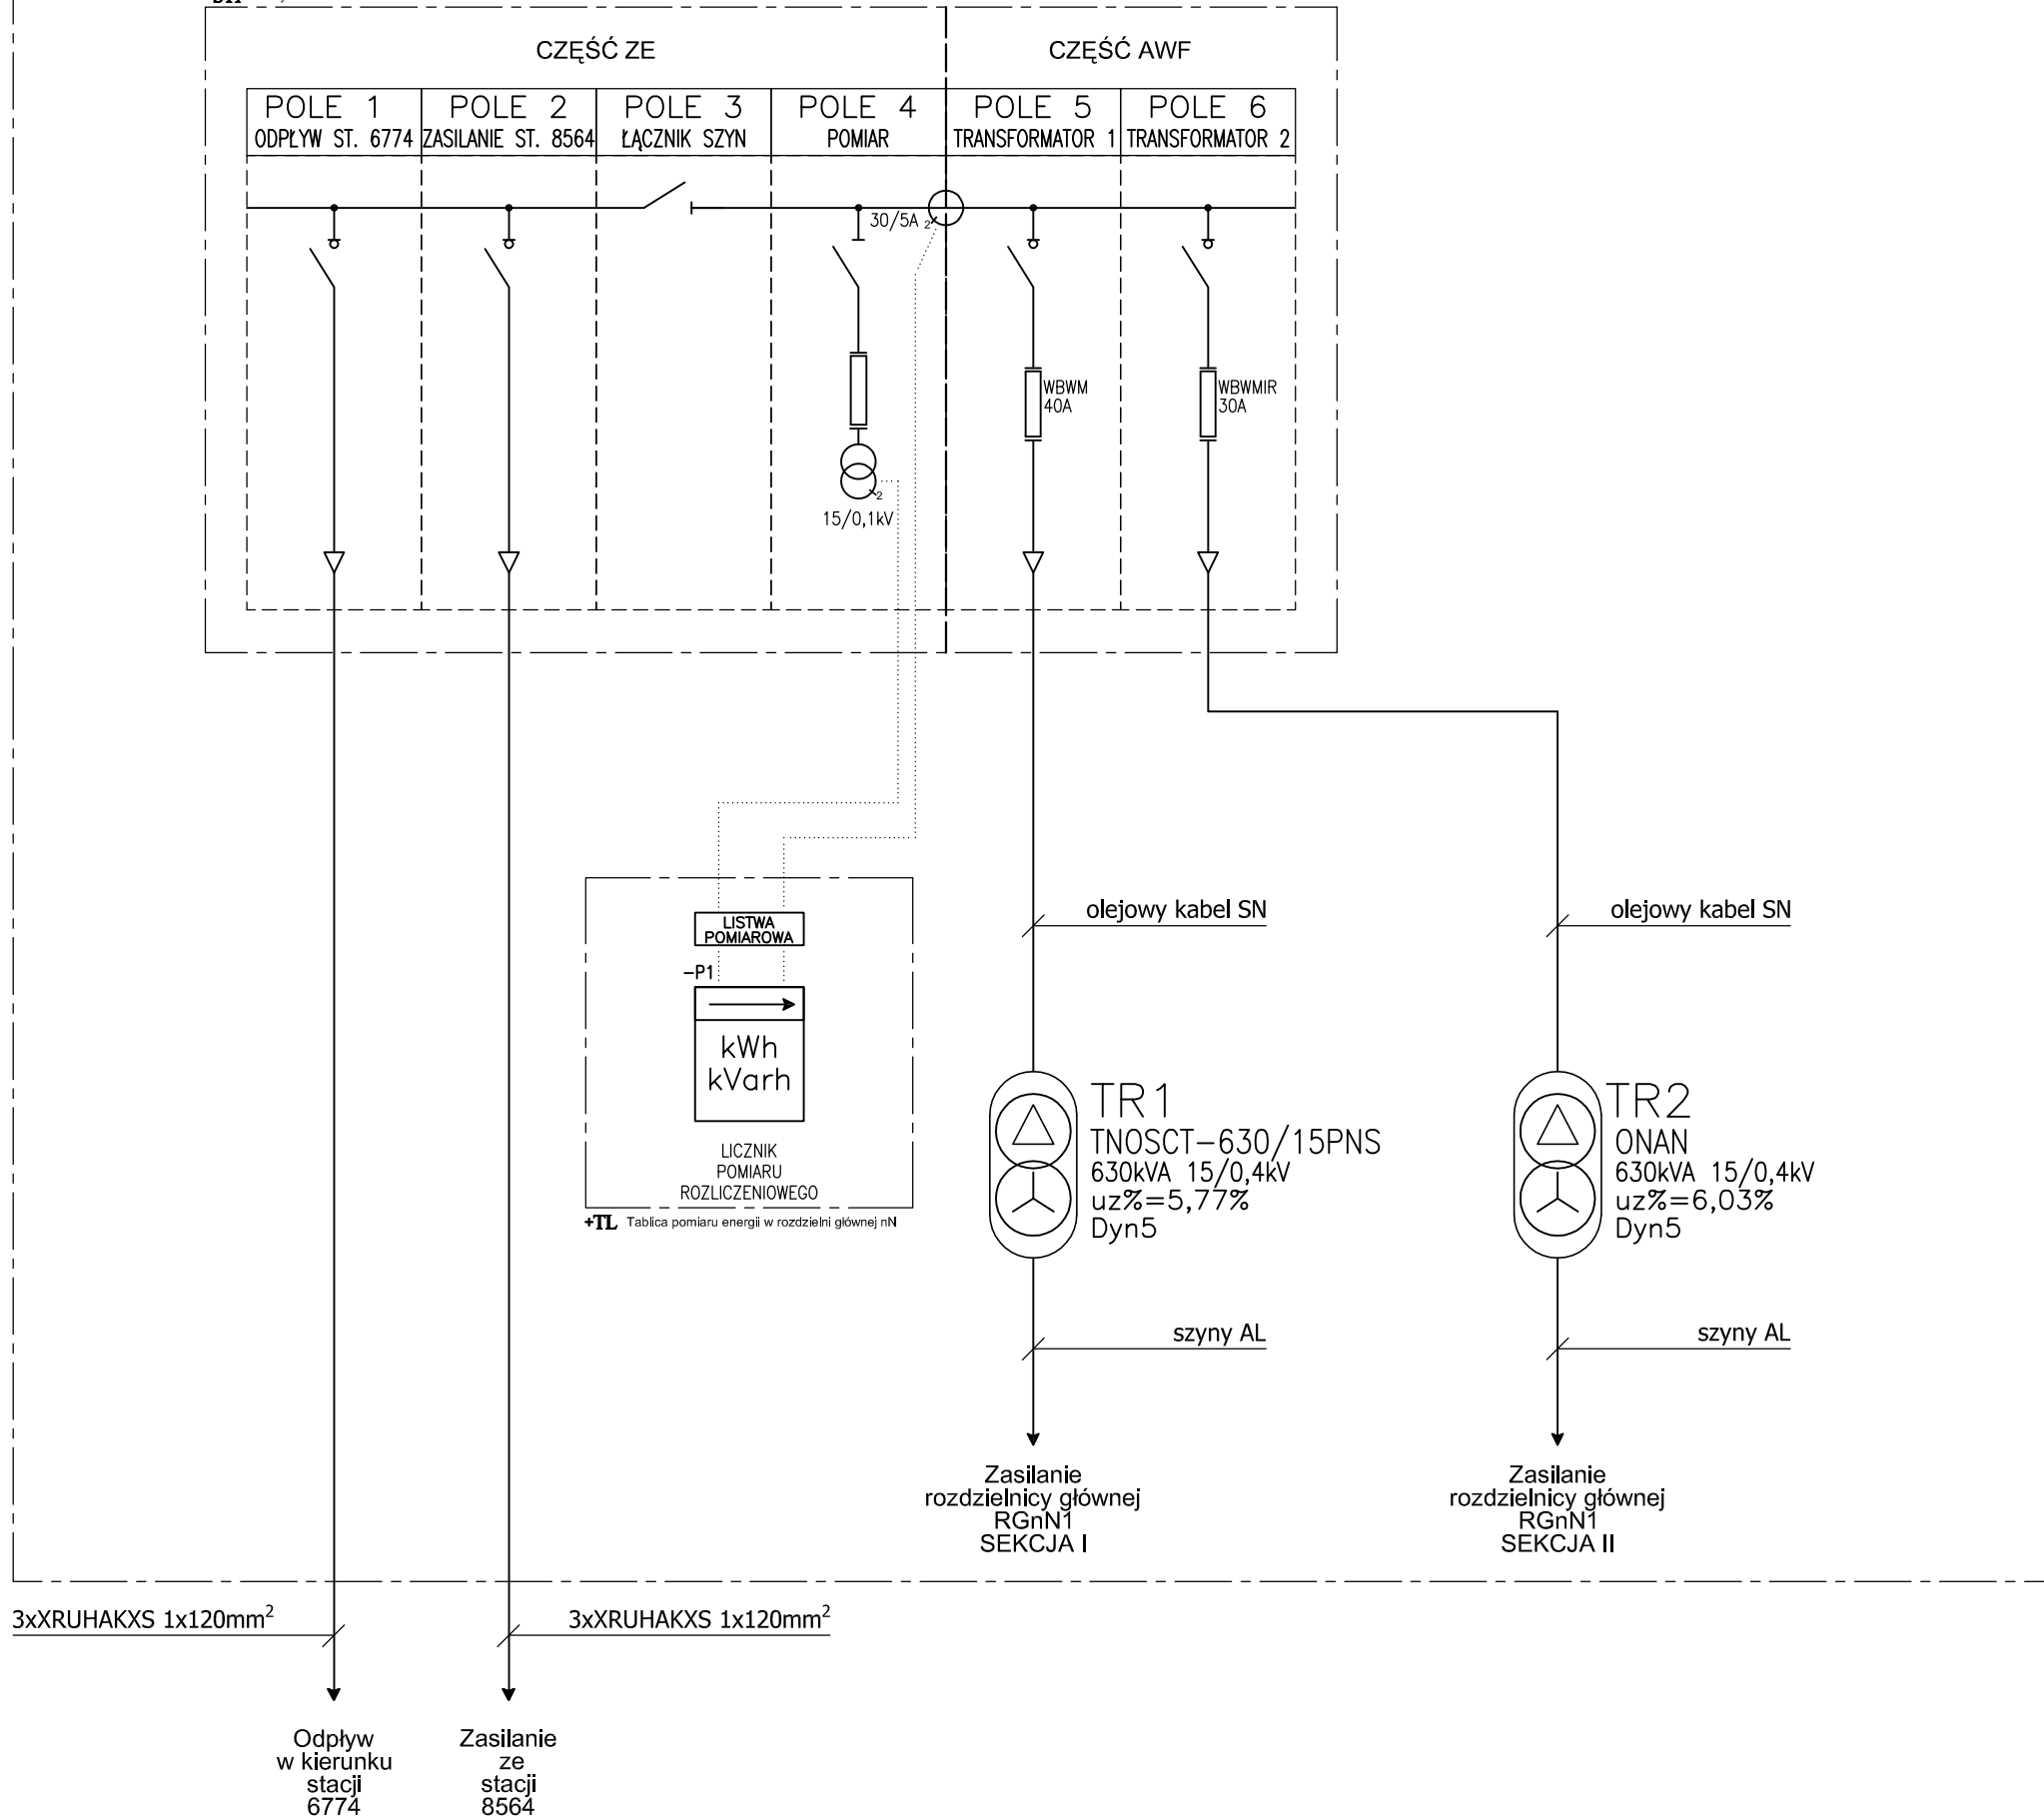 CZĘŚĆ ZE
CZĘŚĆ AWF
POLE 1
ODPŁYW ST. 6774
POLE 2
ZASILANIE ST. 8564
POLE 3
ŁĄCZNIK SZYN
POLE 4
POMIAR
POLE 5
TRANSFORMATOR 1
POLE 6
TRANSFORMATOR 2
30/5A 2
WBWM
40A
WBWMIR
30A
2
15/0,1kV
olejowy kabel SN
olejowy kabel SN
LISTWA
POMIAROWA
-P1
kWh
kVarh
LICZNIK
POMIARU
ROZLICZENIOWEGO
+TL Tablica pomiaru energii w rozdzielni głównej nN
TR1
TNOSCT-630/15PNS
630kVA 15/0,4kV
uz%=5,77%
Dyn5
TR2
ONAN
630kVA 15/0,4kV
uz%=6,03%
Dyn5
szyny AL
szyny AL
Zasilanie
rozdzielnicy głównej
RGnN1
SEKCJA I
Zasilanie
rozdzielnicy głównej
RGnN1
SEKCJA II
3xXRUHAKXS 1x120mm²
3xXRUHAKXS 1x120mm²
Odpływ
w kierunku
stacji
6774
Zasilanie
ze
stacji
8564